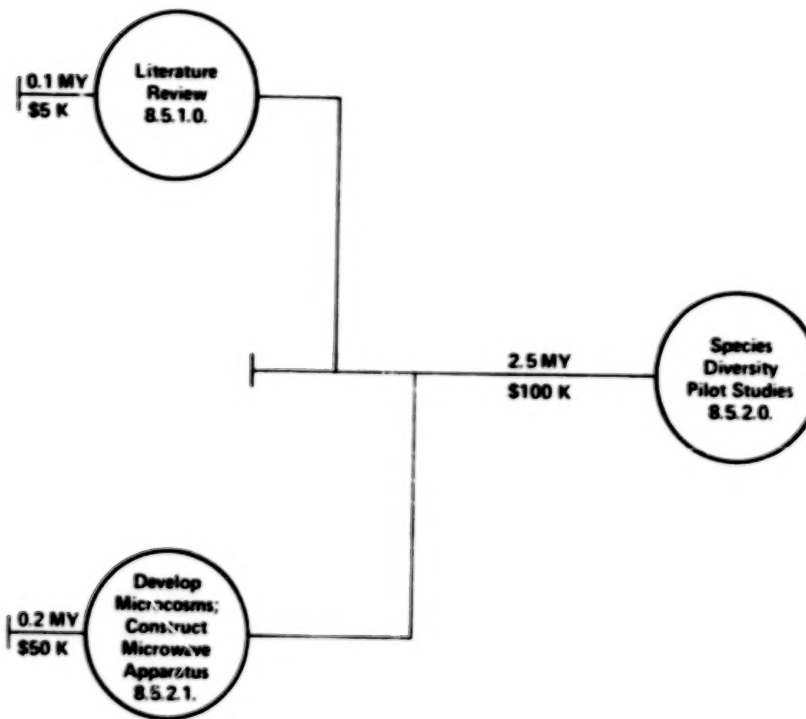 0.1 MY
$5 K
Literature
Review
8.5.1.0.
2.5 MY
$100 K
Species
Diversity
Pilot Studies
8.5.2.0.
0.2 MY
$50 K
Develop
Microcosms;
Construct
Microwave
Apparatus
8.5.2.1.